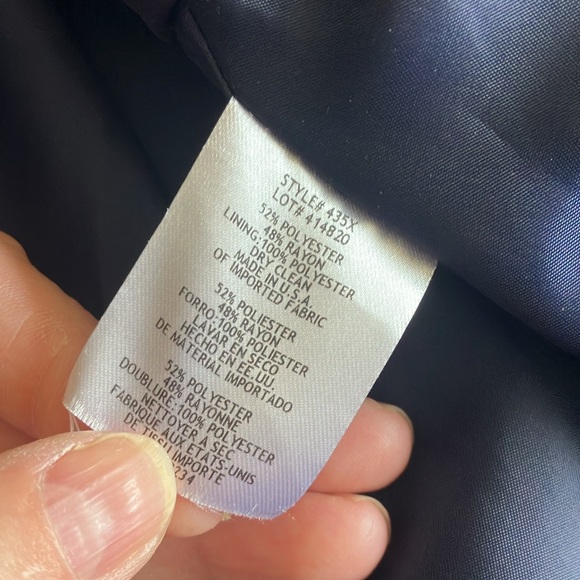 STYLE# 435X
LOT# 414820
52% POLYESTER
48% RAYON
LINING: 100% POLYESTER
DRY CLEAN
MADE IN U.S.A.
OF IMPORTED FABRIC
52% POLIESTER
48% RAYON
FORRO: 100% POLIESTER
LAVAR EN SECO
HECHO EN EE.UU.
DE MATERIAL IMPORTADO
52% POLYESTER
48% RAYONNE
DOUBLURE: 100% POLYESTER
NETTOYER A SEC
FABRIQUE AUX ETATS-UNIS
DE TISSU IMPORTE